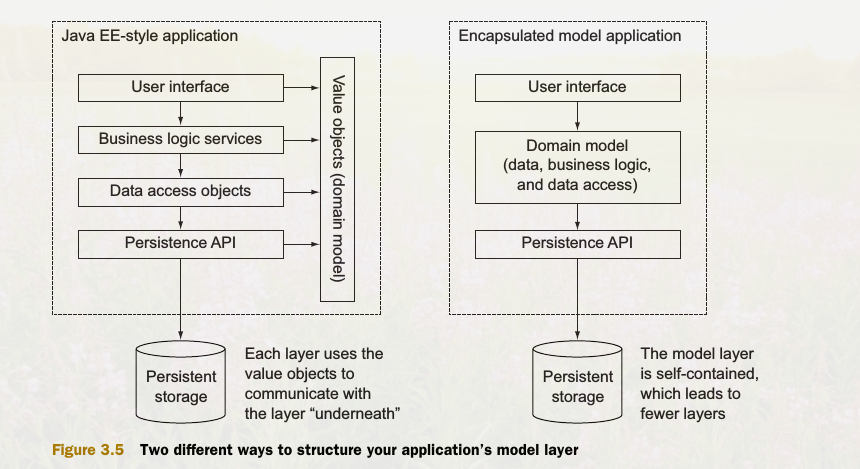 Java EE-style application
User interface
Business logic services
Data access objects
Persistence API
Value objects (domain model)
Persistent
storage
Each layer uses the
value objects to
communicate with
the layer “underneath”
Encapsulated model application
User interface
Domain model
(data, business logic,
and data access)
Persistence API
Persistent
storage
The model layer
is self-contained,
which leads to
fewer layers
Figure 3.5 Two different ways to structure your application’s model layer